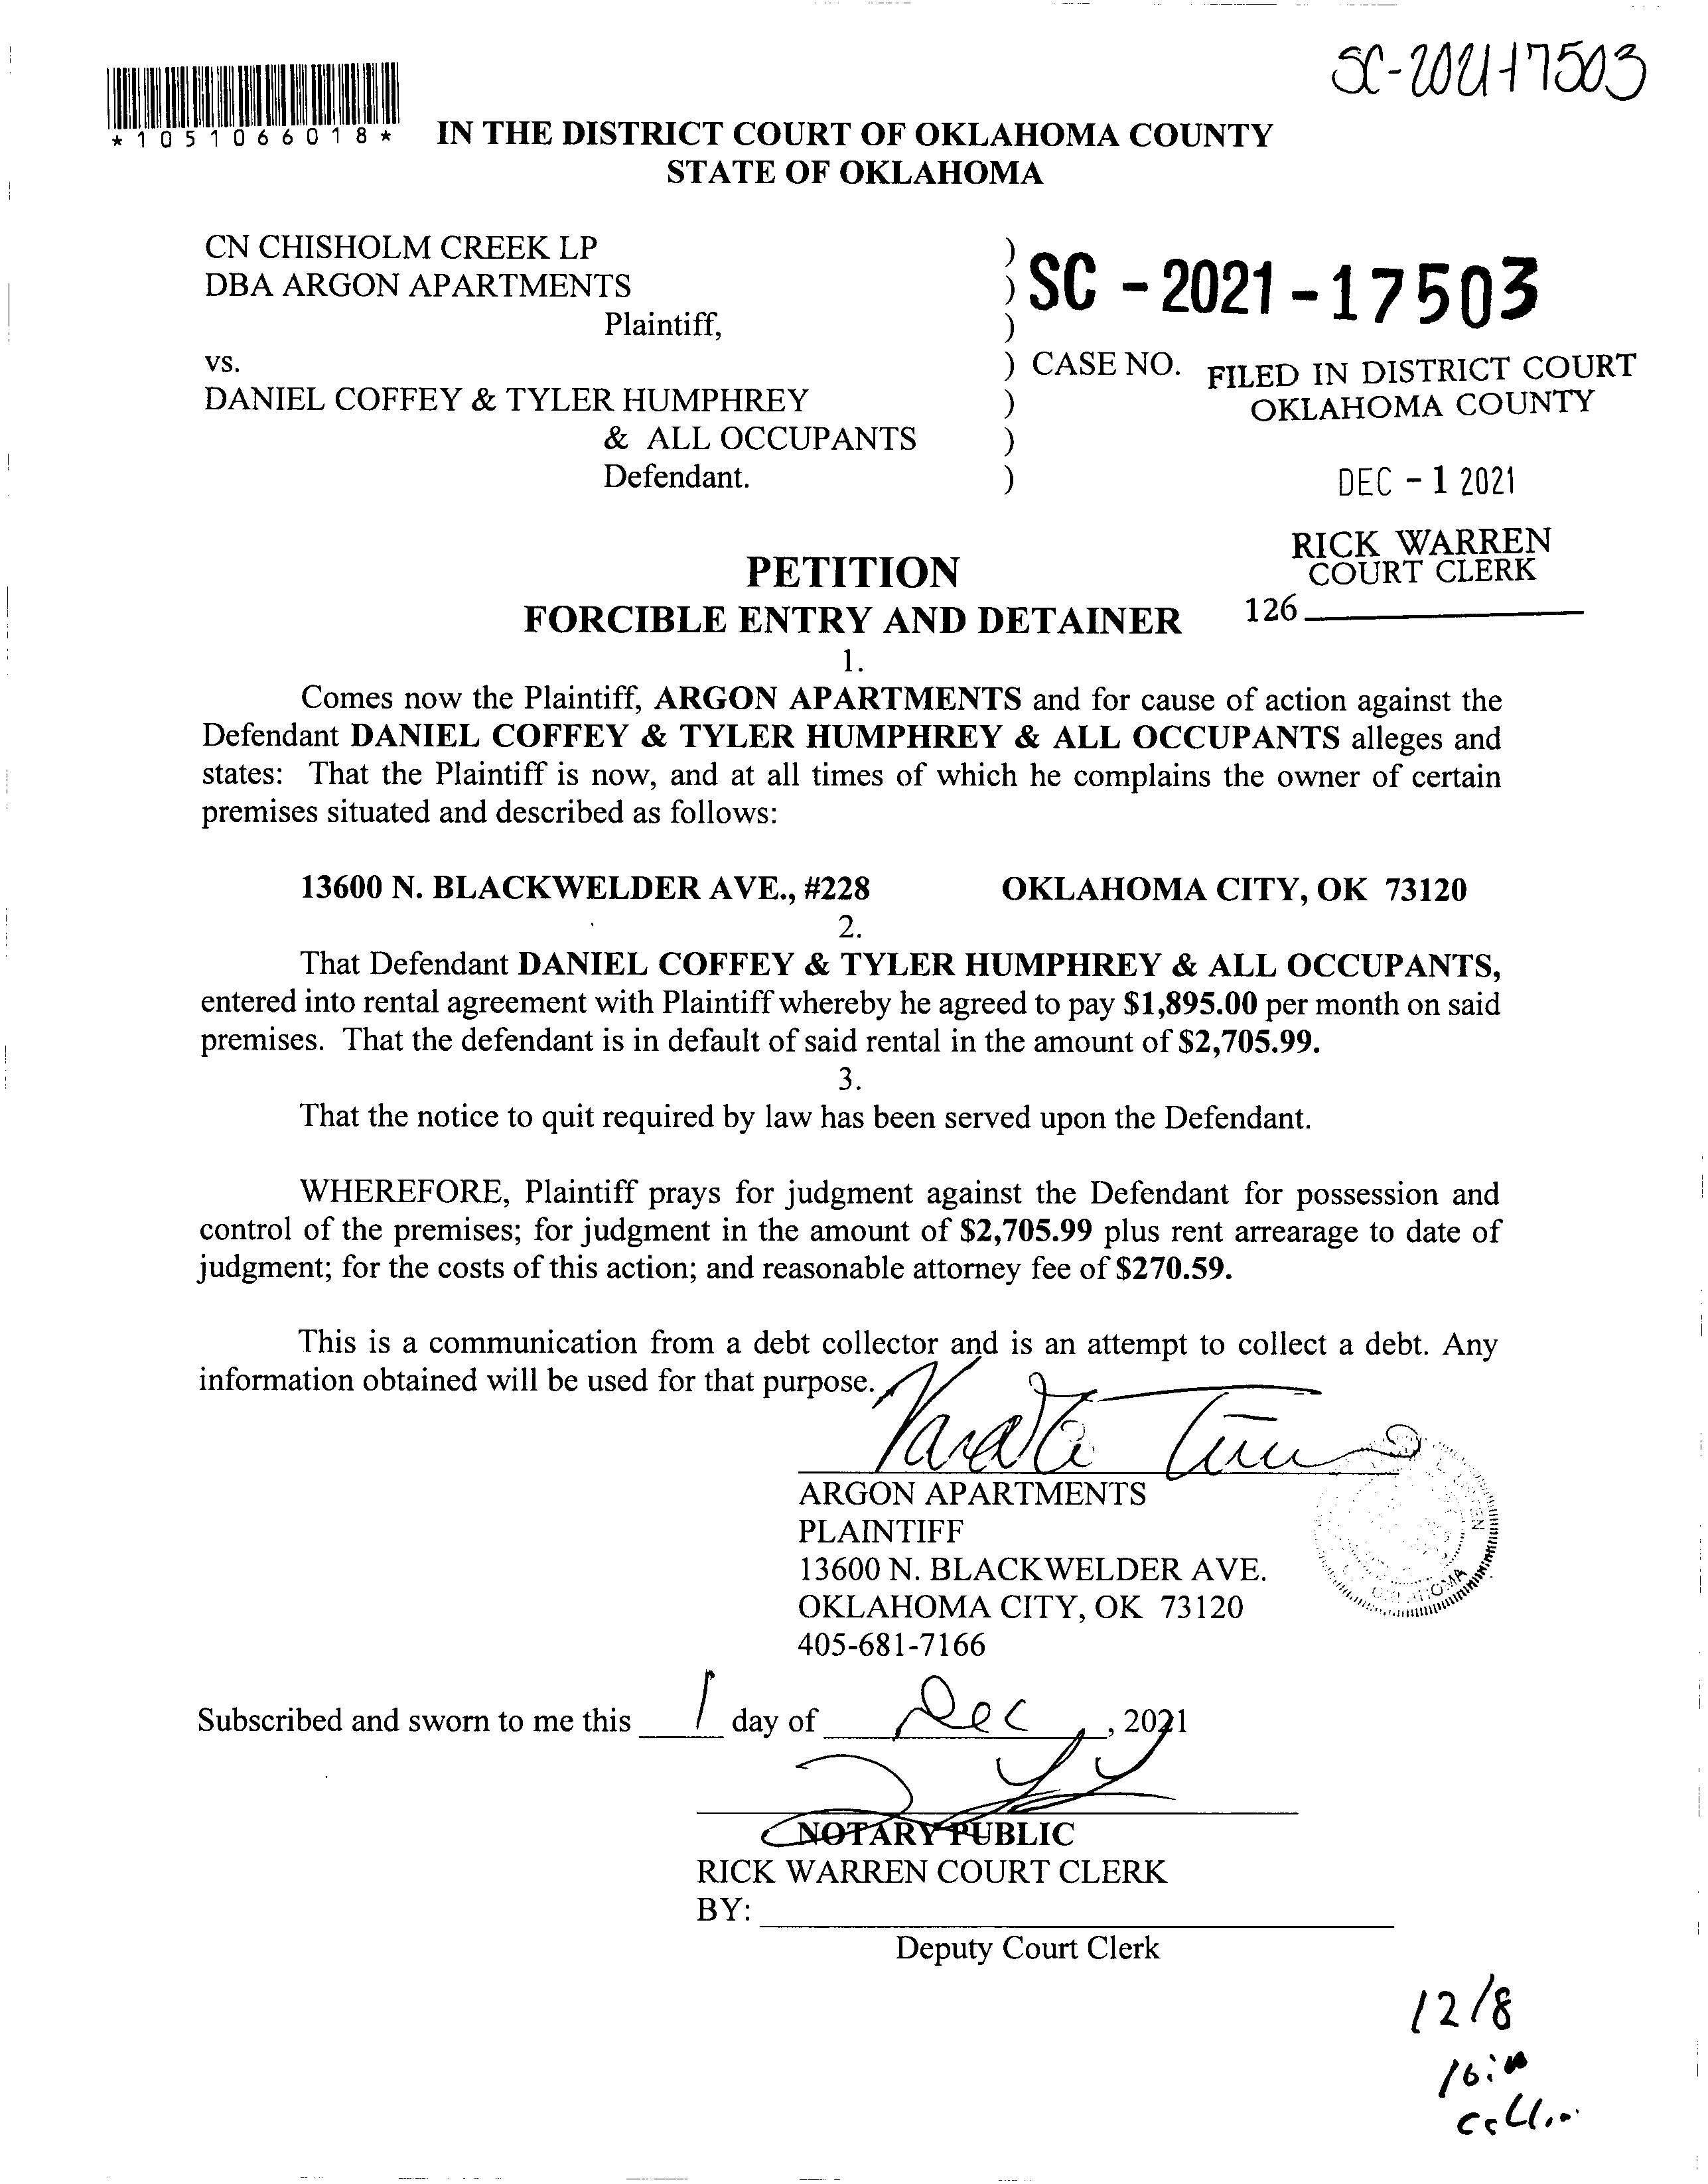 SC-2021-17503
*1051066018*
IN THE DISTRICT COURT OF OKLAHOMA COUNTY
STATE OF OKLAHOMA
CN CHISHOLM CREEK LP )
DBA ARGON APARTMENTS ) SC - 2021 - 17503
Plaintiff, )
vs. ) CASE NO. FILED IN DISTRICT COURT
DANIEL COFFEY & TYLER HUMPHREY ) OKLAHOMA COUNTY
& ALL OCCUPANTS )
Defendant. ) DEC - 1 2021
RICK WARREN
PETITION COURT CLERK
FORCIBLE ENTRY AND DETAINER 126
1.
Comes now the Plaintiff, ARGON APARTMENTS and for cause of action against the
Defendant DANIEL COFFEY & TYLER HUMPHREY & ALL OCCUPANTS alleges and
states: That the Plaintiff is now, and at all times of which he complains the owner of certain
premises situated and described as follows:
13600 N. BLACKWELDER AVE., #228 OKLAHOMA CITY, OK 73120
2.
That Defendant DANIEL COFFEY & TYLER HUMPHREY & ALL OCCUPANTS,
entered into rental agreement with Plaintiff whereby he agreed to pay $1,895.00 per month on said
premises. That the defendant is in default of said rental in the amount of $2,705.99.
3.
That the notice to quit required by law has been served upon the Defendant.
WHEREFORE, Plaintiff prays for judgment against the Defendant for possession and
control of the premises; for judgment in the amount of $2,705.99 plus rent arrearage to date of
judgment; for the costs of this action; and reasonable attorney fee of $270.59.
This is a communication from a debt collector and is an attempt to collect a debt. Any
information obtained will be used for that purpose.
ARGON APARTMENTS
PLAINTIFF
13600 N. BLACKWELDER AVE.
OKLAHOMA CITY, OK 73120
405-681-7166
OKLAHOMA
Subscribed and sworn to me this 1 day of Dec, 2021
NOTARY PUBLIC
RICK WARREN COURT CLERK
BY:
Deputy Court Clerk
12/8